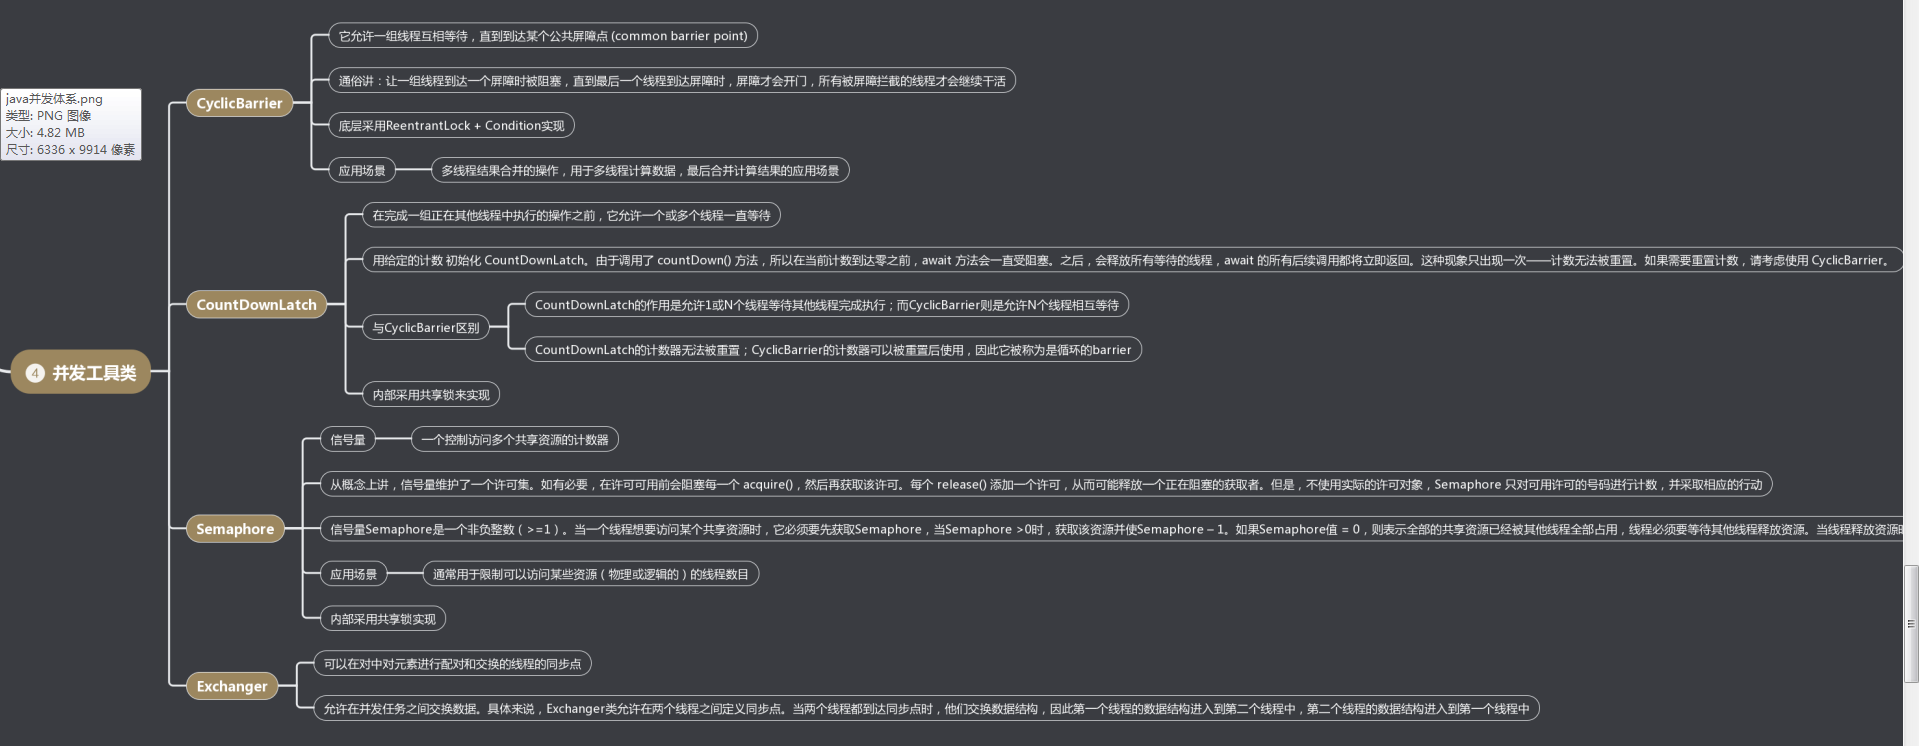 java并发体系.png
类型: PNG 图像
大小: 4.82 MB
尺寸: 6336 x 9914 像素
4 并发工具类
CyclicBarrier
它允许一组线程互相等待，直到到达某个公共屏障点 (common barrier point)
通俗讲：让一组线程到达一个屏障时被阻塞，直到最后一个线程到达屏障时，屏障才会开门，所有被屏障拦截的线程才会继续干活
底层采用ReentrantLock + Condition实现
应用场景
多线程结果合并的操作，用于多线程计算数据，最后合并计算结果的应用场景
CountDownLatch
在完成一组正在其他线程中执行的操作之前，它允许一个或多个线程一直等待
用给定的计数 初始化 CountDownLatch。由于调用了 countDown() 方法，所以在当前计数到达零之前，await 方法会一直受阻塞。之后，会释放所有等待的线程，await 的所有后续调用都将立即返回。这种现象只出现一次——计数无法被重置。如果需要重置计数，请考虑使用 CyclicBarrier。
与CyclicBarrier区别
CountDownLatch的作用是允许1或N个线程等待其他线程完成执行；而CyclicBarrier则是允许N个线程相互等待
CountDownLatch的计数器无法被重置；CyclicBarrier的计数器可以被重置后使用，因此它被称为是循环的barrier
内部采用共享锁来实现
Semaphore
信号量
一个控制访问多个共享资源的计数器
从概念上讲，信号量维护了一个许可集。如有必要，在许可可用前会阻塞每一个 acquire()，然后再获取该许可。每个 release() 添加一个许可，从而可能释放一个正在阻塞的获取者。但是，不使用实际的许可对象，Semaphore 只对可用许可的号码进行计数，并采取相应的行动
信号量Semaphore是一个非负整数（>=1）。当一个线程想要访问某个共享资源时，它必须要先获取Semaphore，当Semaphore >0时，获取该资源并使Semaphore – 1。如果Semaphore值 = 0，则表示全部的共享资源已经被其他线程全部占用，线程必须要等待其他线程释放资源。当线程释放资源
应用场景
通常用于限制可以访问某些资源（物理或逻辑的）的线程数目
内部采用共享锁实现
Exchanger
可以在对中对元素进行配对和交换的线程的同步点
允许在并发任务之间交换数据。具体来说，Exchanger类允许在两个线程之间定义同步点。当两个线程都到达同步点时，他们交换数据结构，因此第一个线程的数据结构进入到第二个线程中，第二个线程的数据结构进入到第一个线程中